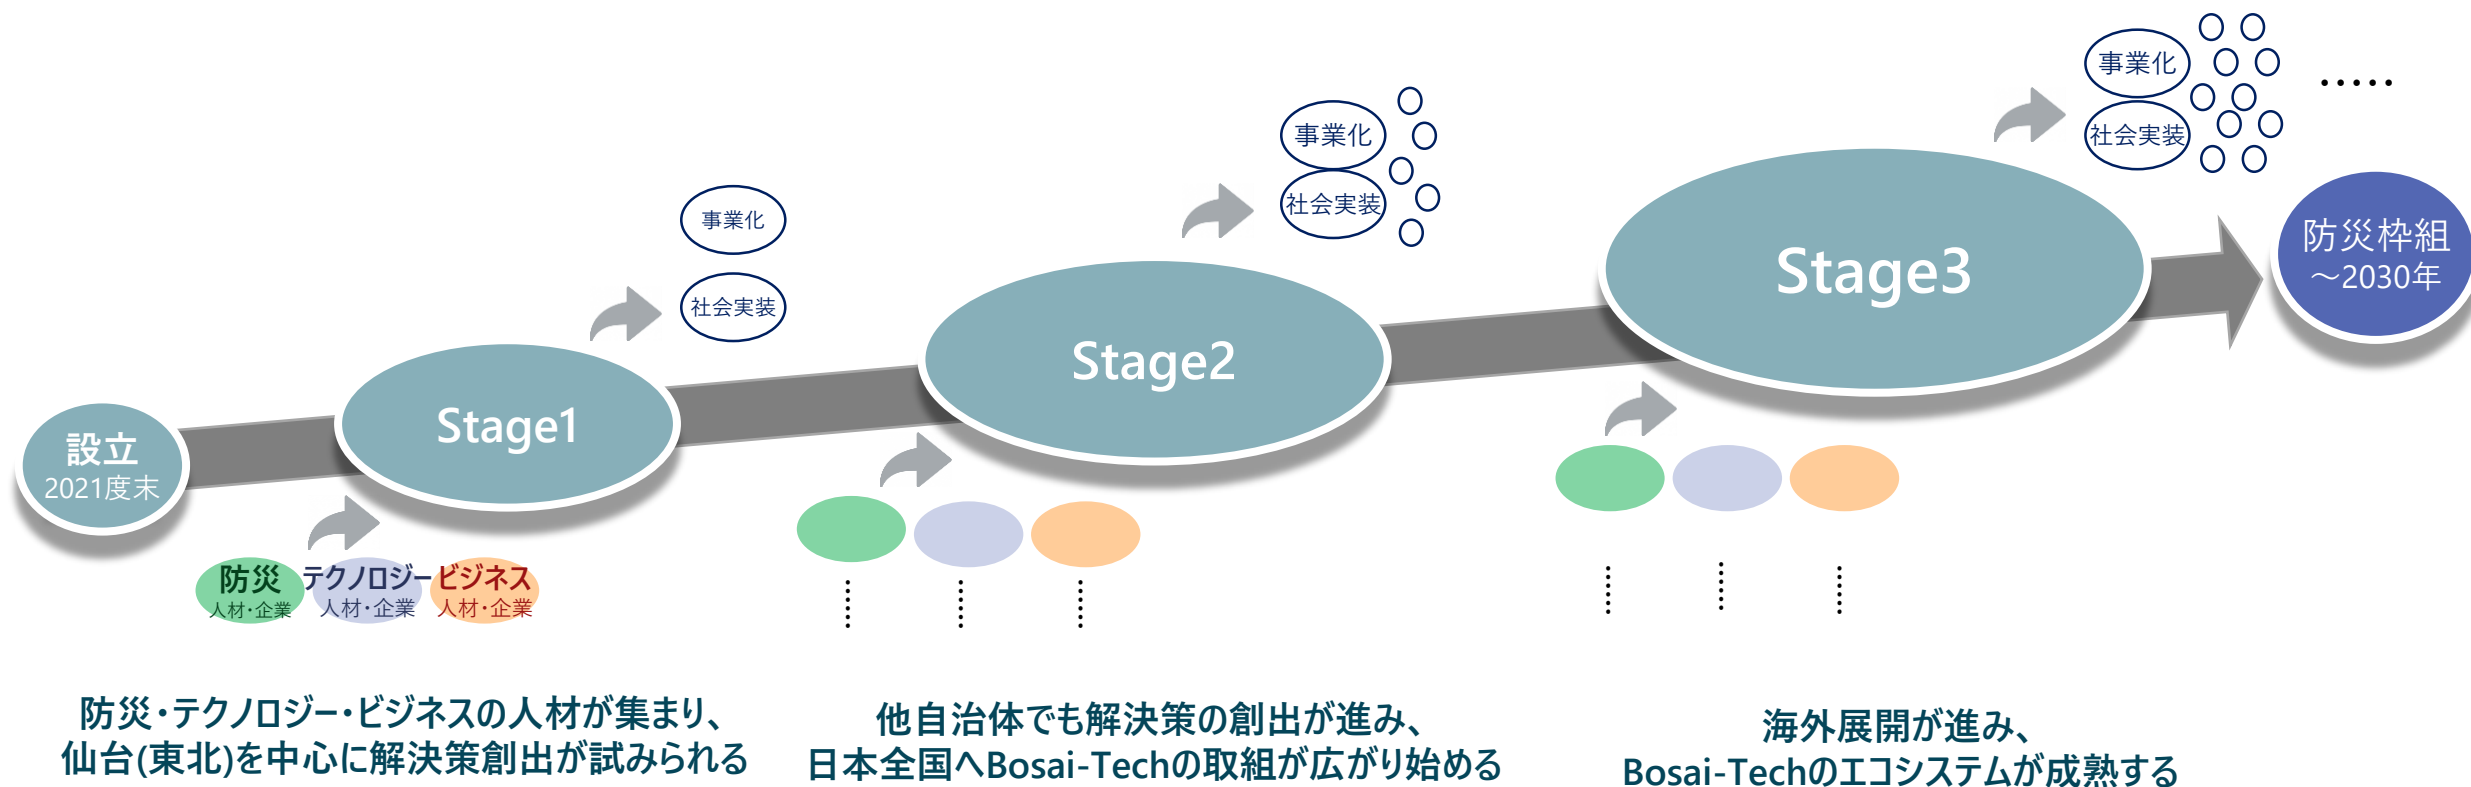 設立
2021度末
防災
人材・企業
テクノロジー
人材・企業
ビジネス
人材・企業
Stage1
事業化
社会実装
防災・テクノロジー・ビジネスの人材が集まり、
仙台(東北)を中心に解決策創出が試みられる
Stage2
事業化
社会実装
他自治体でも解決策の創出が進み、
日本全国へBosai-Techの取組が広がり始める
Stage3
事業化
社会実装
.....
海外展開が進み、
Bosai-Techのエコシステムが成熟する
防災枠組
～2030年